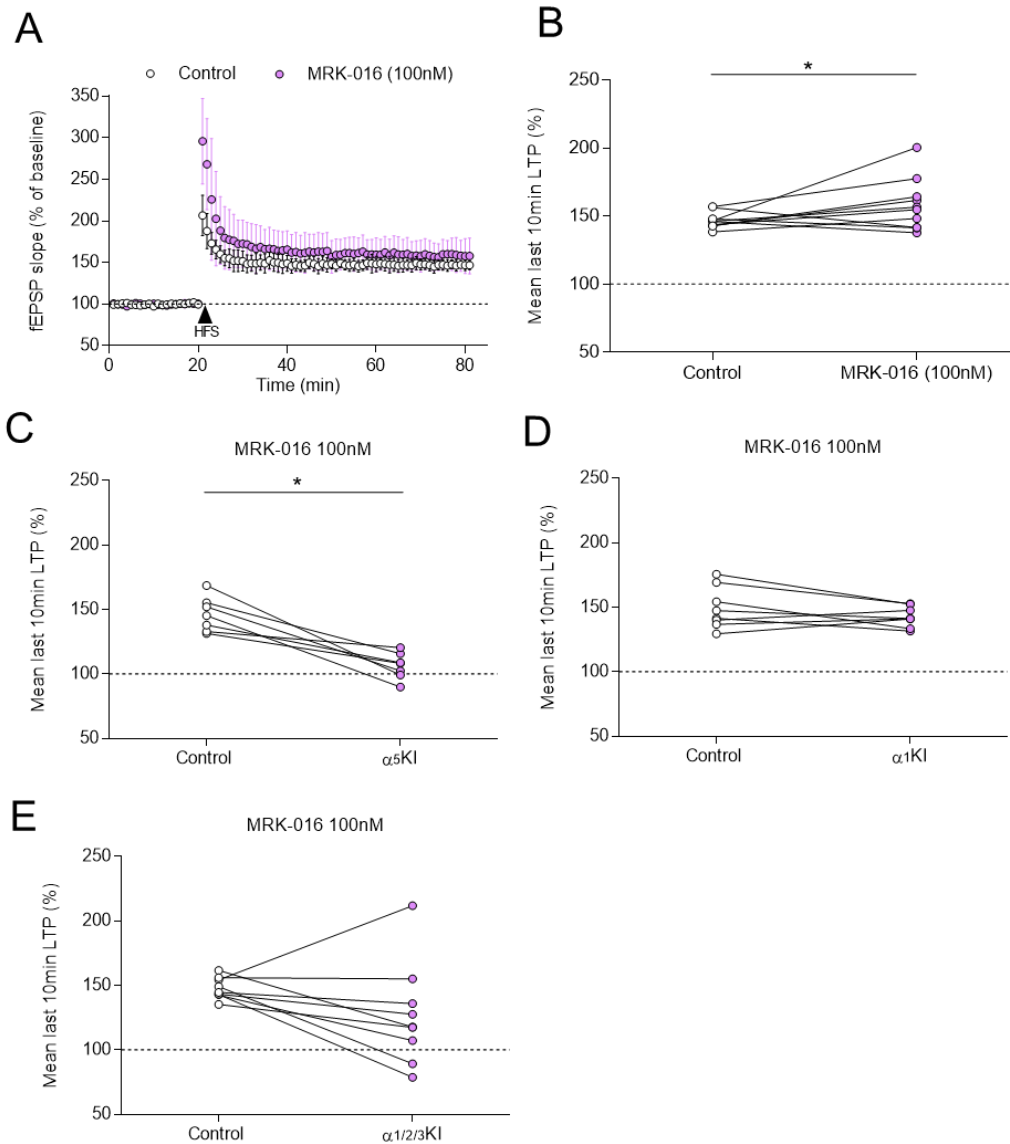 A
Control
MRK-016 (100nM)
fEPSP slope (% of baseline)
350
300
250
200
150
100
50
HFS
0
20
40
60
80
Time (min)
B
*
Mean last 10min LTP (%)
250
200
150
100
50
Control
MRK-016 (100nM)
C
MRK-016 100nM
*
Mean last 10min LTP (%)
250
200
150
100
50
Control
α5KI
D
MRK-016 100nM
Mean last 10min LTP (%)
250
200
150
100
50
Control
α1KI
E
MRK-016 100nM
Mean last 10min LTP (%)
250
200
150
100
50
Control
α1/2/3KI